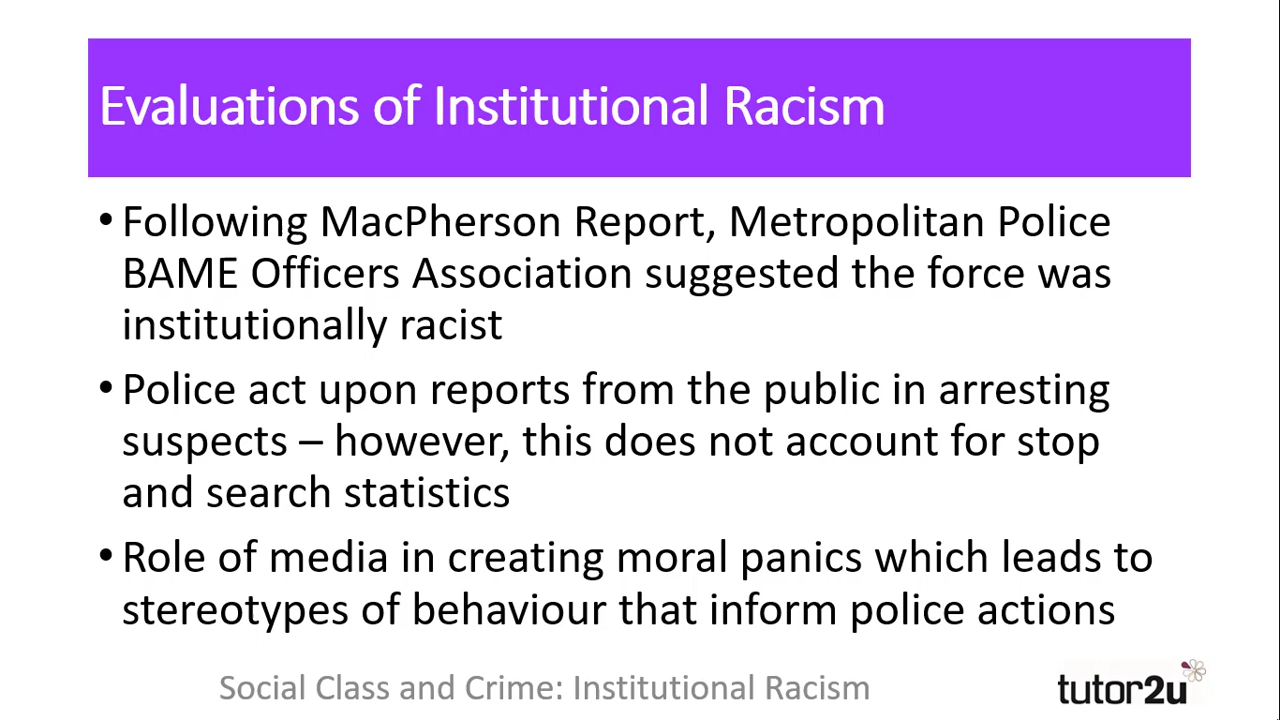 Evaluations of Institutional Racism
• Following MacPherson Report, Metropolitan Police
BAME Officers Association suggested the force was
institutionally racist
• Police act upon reports from the public in arresting
suspects – however, this does not account for stop
and search statistics
• Role of media in creating moral panics which leads to
stereotypes of behaviour that inform police actions
Social Class and Crime: Institutional Racism
tutor2u